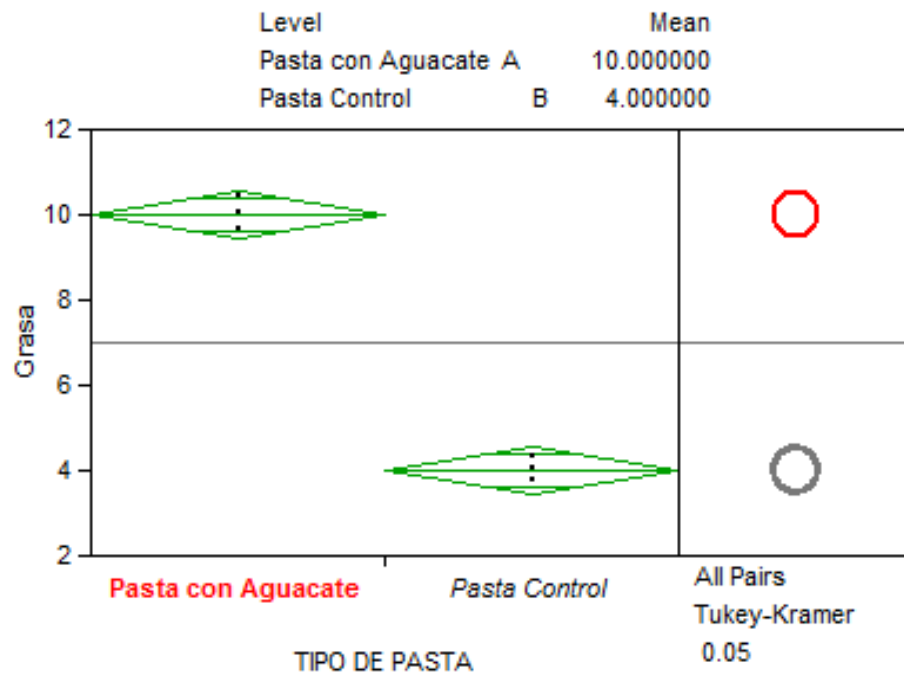 Level Mean
Pasta con Aguacate A 10.000000
Pasta Control B 4.000000
12
10
8
6
4
2
Grasa
Pasta con Aguacate Pasta Control
TIPO DE PASTA
All Pairs
Tukey-Kramer
0.05